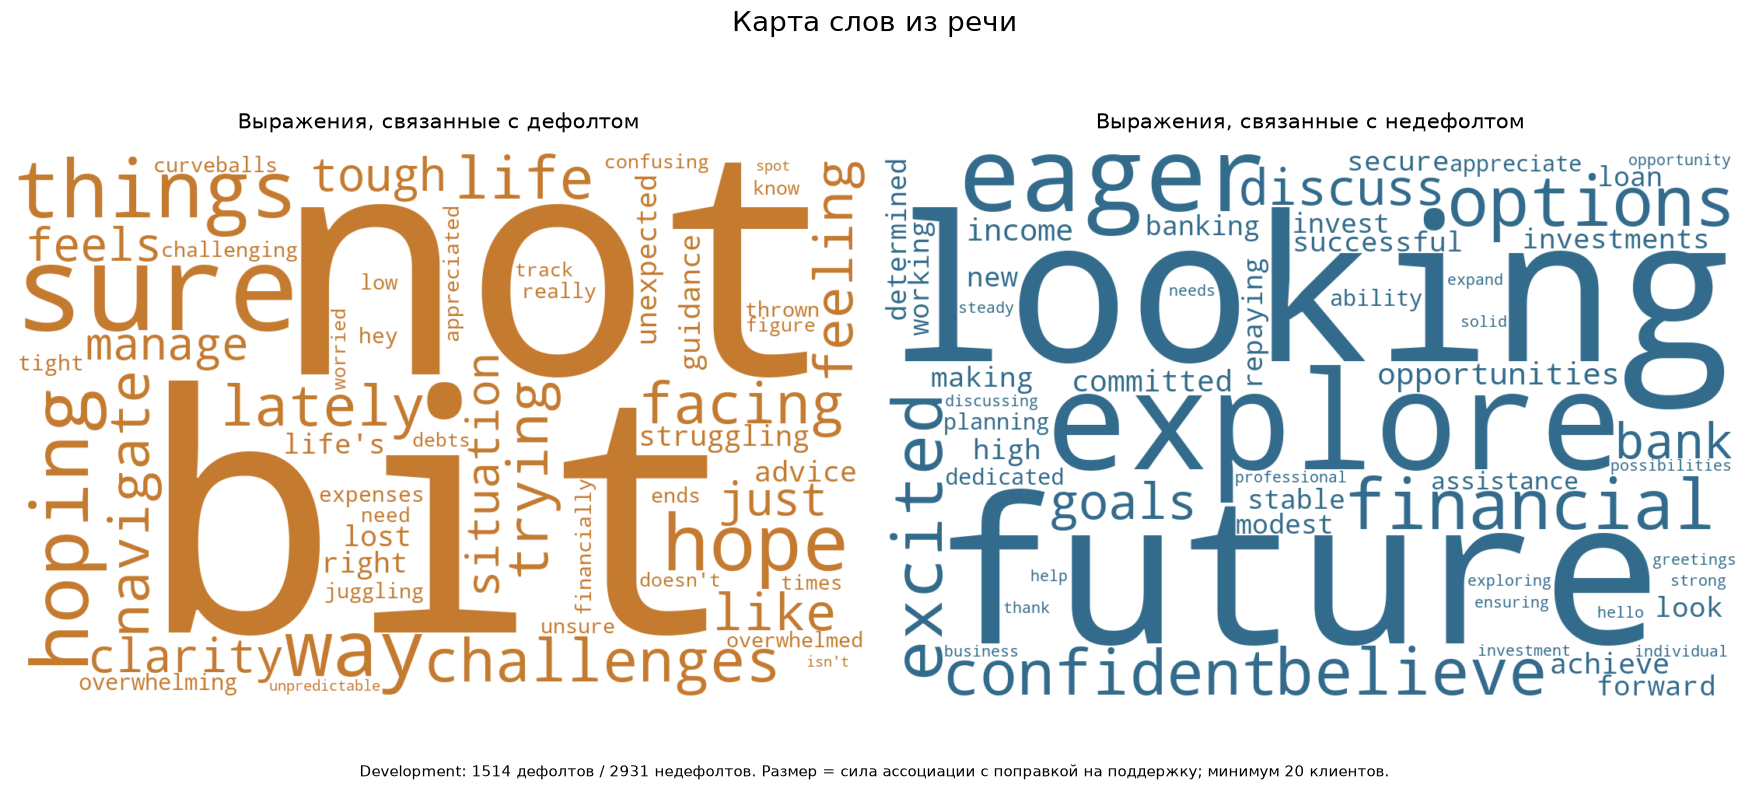 Карта слов из речи
Выражения, связанные с дефолтом
curveballs
things
tough
life
confusing
spot
know
feels
challenging
sure
not
low
appreciated
track
really
unexpected
guidance
feeling
hey
thrown
figure
manage
worried
tight
hoping
navigate
lately
bit
life's
debts
situation
trying
facing
struggling
advice
expenses
need
lost
right
juggling
financially
ends
just
hope
doesn't
times
like
unsure
overwhelmed
clarity
way
challenges
isn't
overwhelming
unpredictable
Выражения, связанные с недефолтом
determined
eager
secure
appreciate
opportunity
discuss
loan
options
working
income
banking
invest
successful
investments
looking
new
steady
needs
repaying
ability
expand
solid
making
committed
opportunities
discussing
planning
explore
high
dedicated
bank
possibilities
excited
professional
assistance
goals
stable
modest
financial
future
help
thank
exploring
ensuring
greetings
strong
hello
look
business
confident
believe
investment
individual
achieve
forward
Development: 1514 дефолтов / 2931 недефолтов. Размер = сила ассоциации с поправкой на поддержку; минимум 20 клиентов.